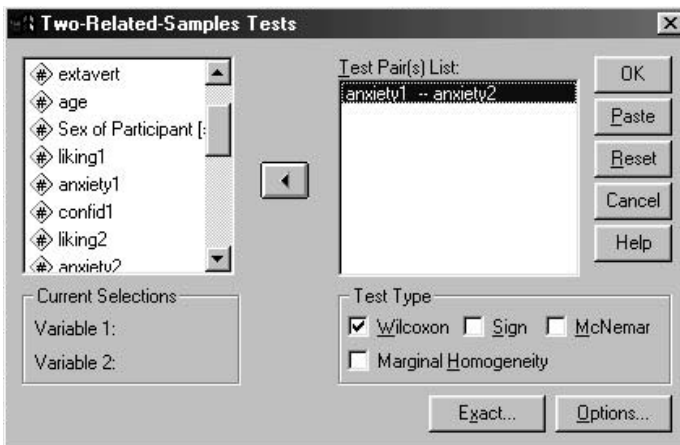 Two-Related-Samples Tests
extavert
age
Sex of Participant [:
liking1
anxiety1
confid1
liking2
anxiety2
Current Selections
Variable 1:
Variable 2:
Test Pair(s) List:
anxiety1 -- anxiety2
OK
Paste
Reset
Cancel
Help
Test Type
Wilcoxon Sign McNemar
Marginal Homogeneity
Exact... Options...